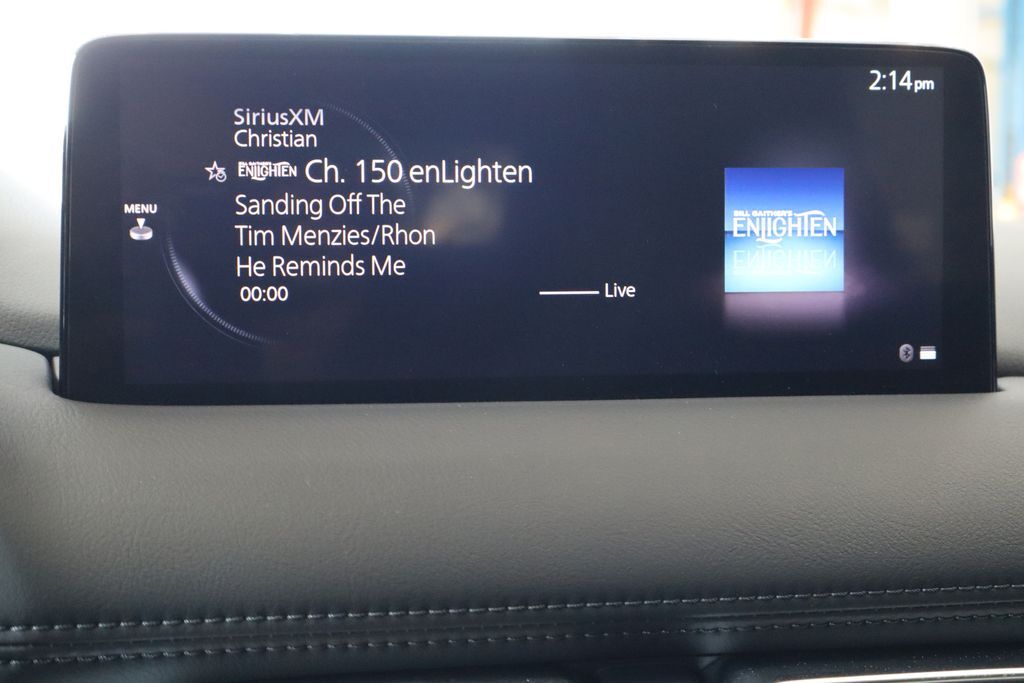 2:14pm
SiriusXM
Christian
ENLIGHTEN Ch. 150 enLighten
Sanding Off The
MENU
Tim Menzies/Rhon
He Reminds Me
00:00
Live
BILL GAITHER'S
ENLIGHTEN